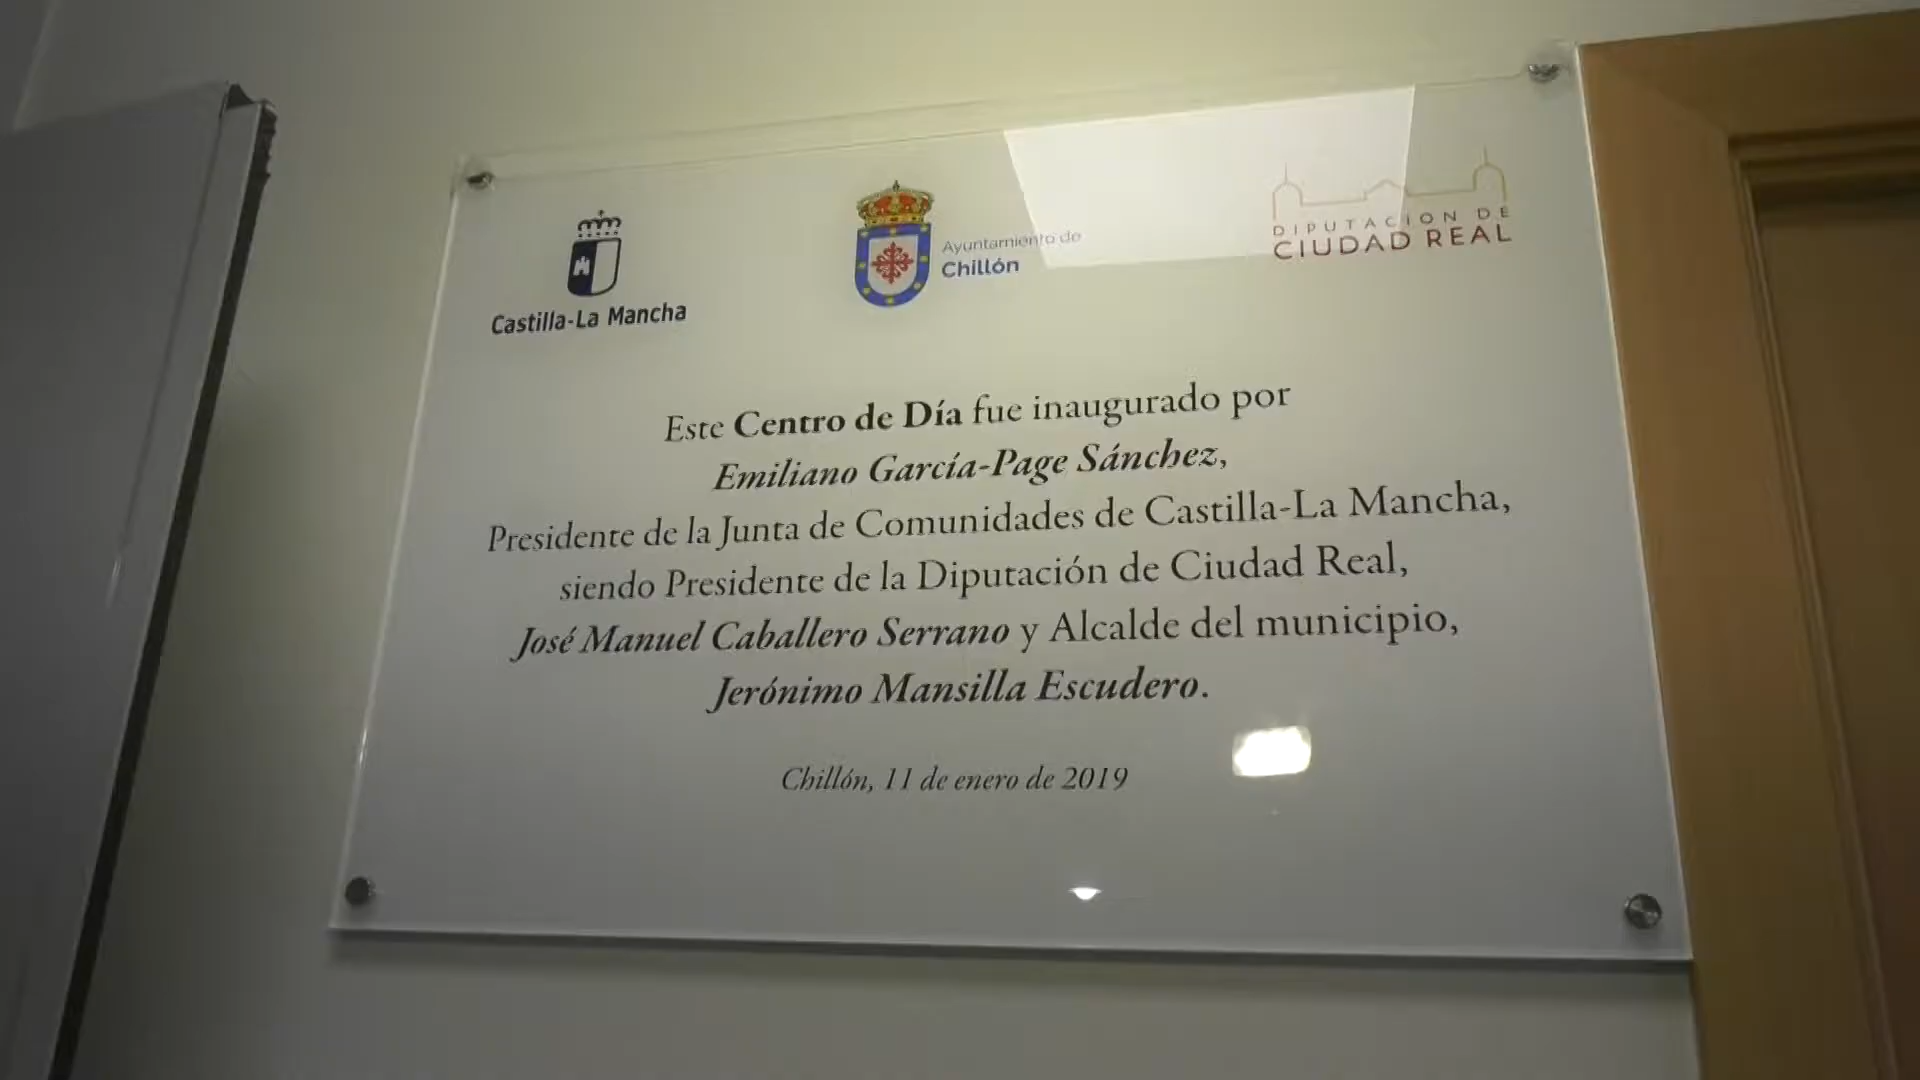 Castilla-La Mancha
Ayuntamiento de
Chillón
DIPUTACIÓN DE
CIUDAD REAL
Este Centro de Día fue inaugurado por
Emiliano García-Page Sánchez,
Presidente de la Junta de Comunidades de Castilla-La Mancha,
siendo Presidente de la Diputación de Ciudad Real,
José Manuel Caballero Serrano y Alcalde del municipio,
Jerónimo Mansilla Escudero.
Chillón, 11 de enero de 2019